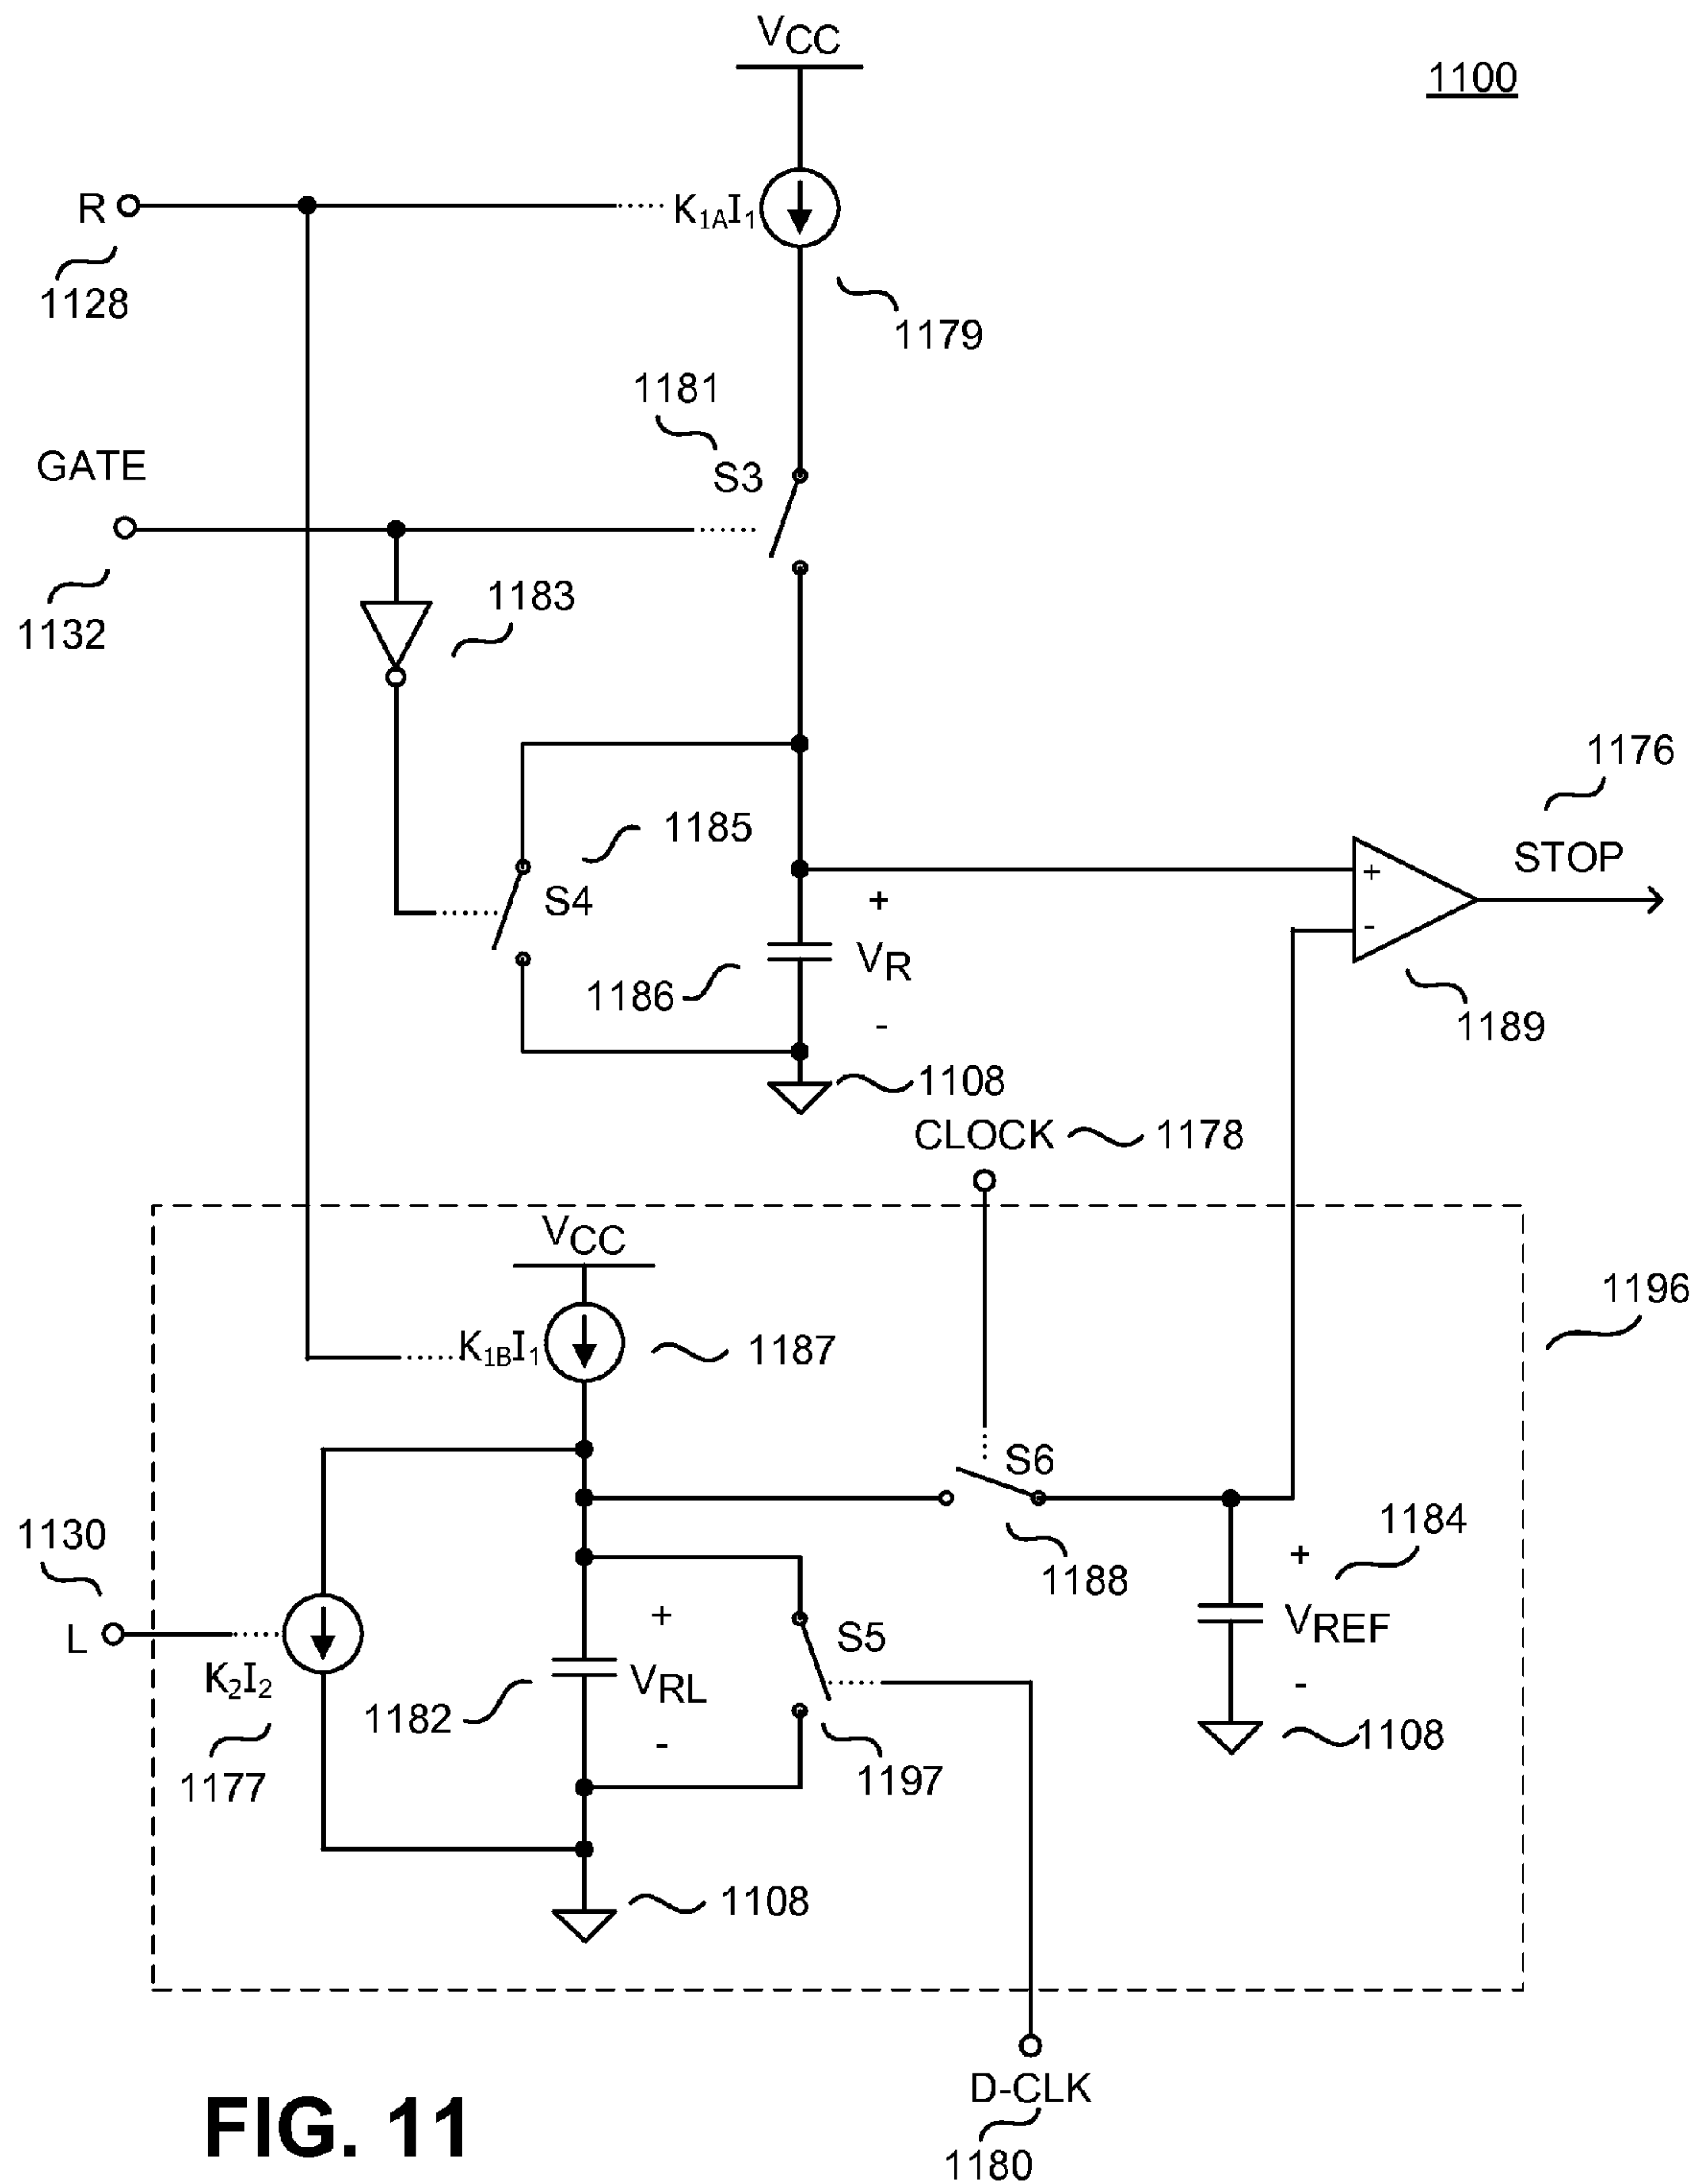 VCC
1100
R
K1AI1
1128
1179
1181
GATE
S3
1183
1132
1176
1185
STOP
S4
+
+
-
VR
1186
-
1189
1108
CLOCK 1178
VCC
1196
K1BI1
1187
S6
1130
1184
+
1188
L
+
S5
VREF
K2I2
VRL
-
1182
-
1108
1177
1197
1108
D-CLK
FIG. 11
1180